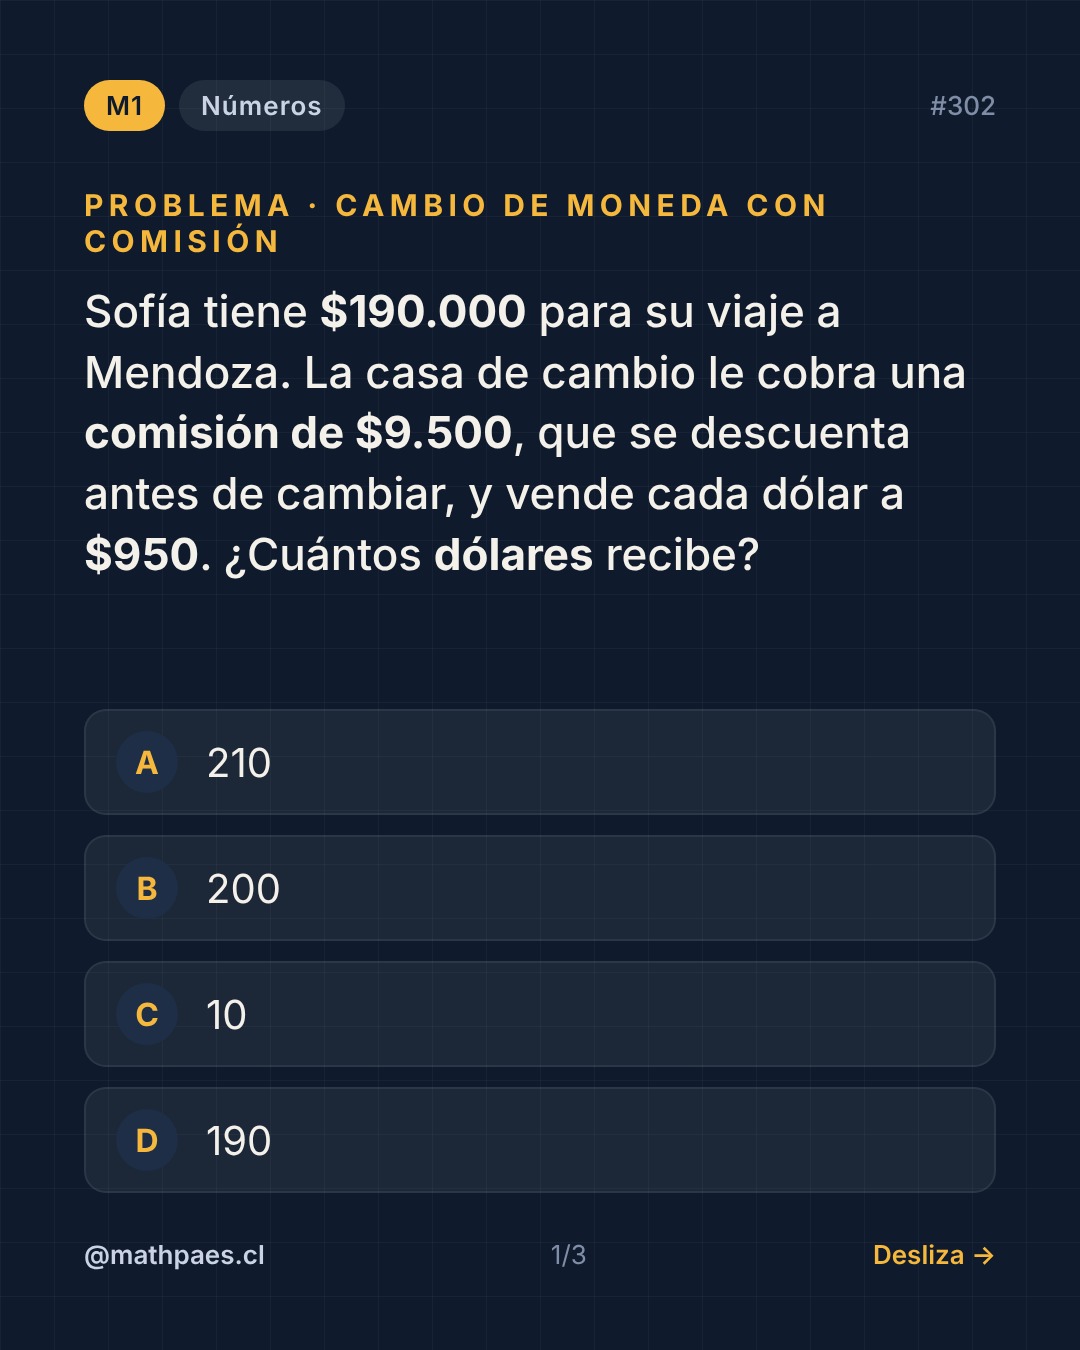 M1 Números #302
PROBLEMA · CAMBIO DE MONEDA CON
COMISIÓN
Sofía tiene $190.000 para su viaje a
Mendoza. La casa de cambio le cobra una
comisión de $9.500, que se descuenta
antes de cambiar, y vende cada dólar a
$950. ¿Cuántos dólares recibe?
A 210
B 200
C 10
D 190
@mathpaes.cl 1/3 Desliza →